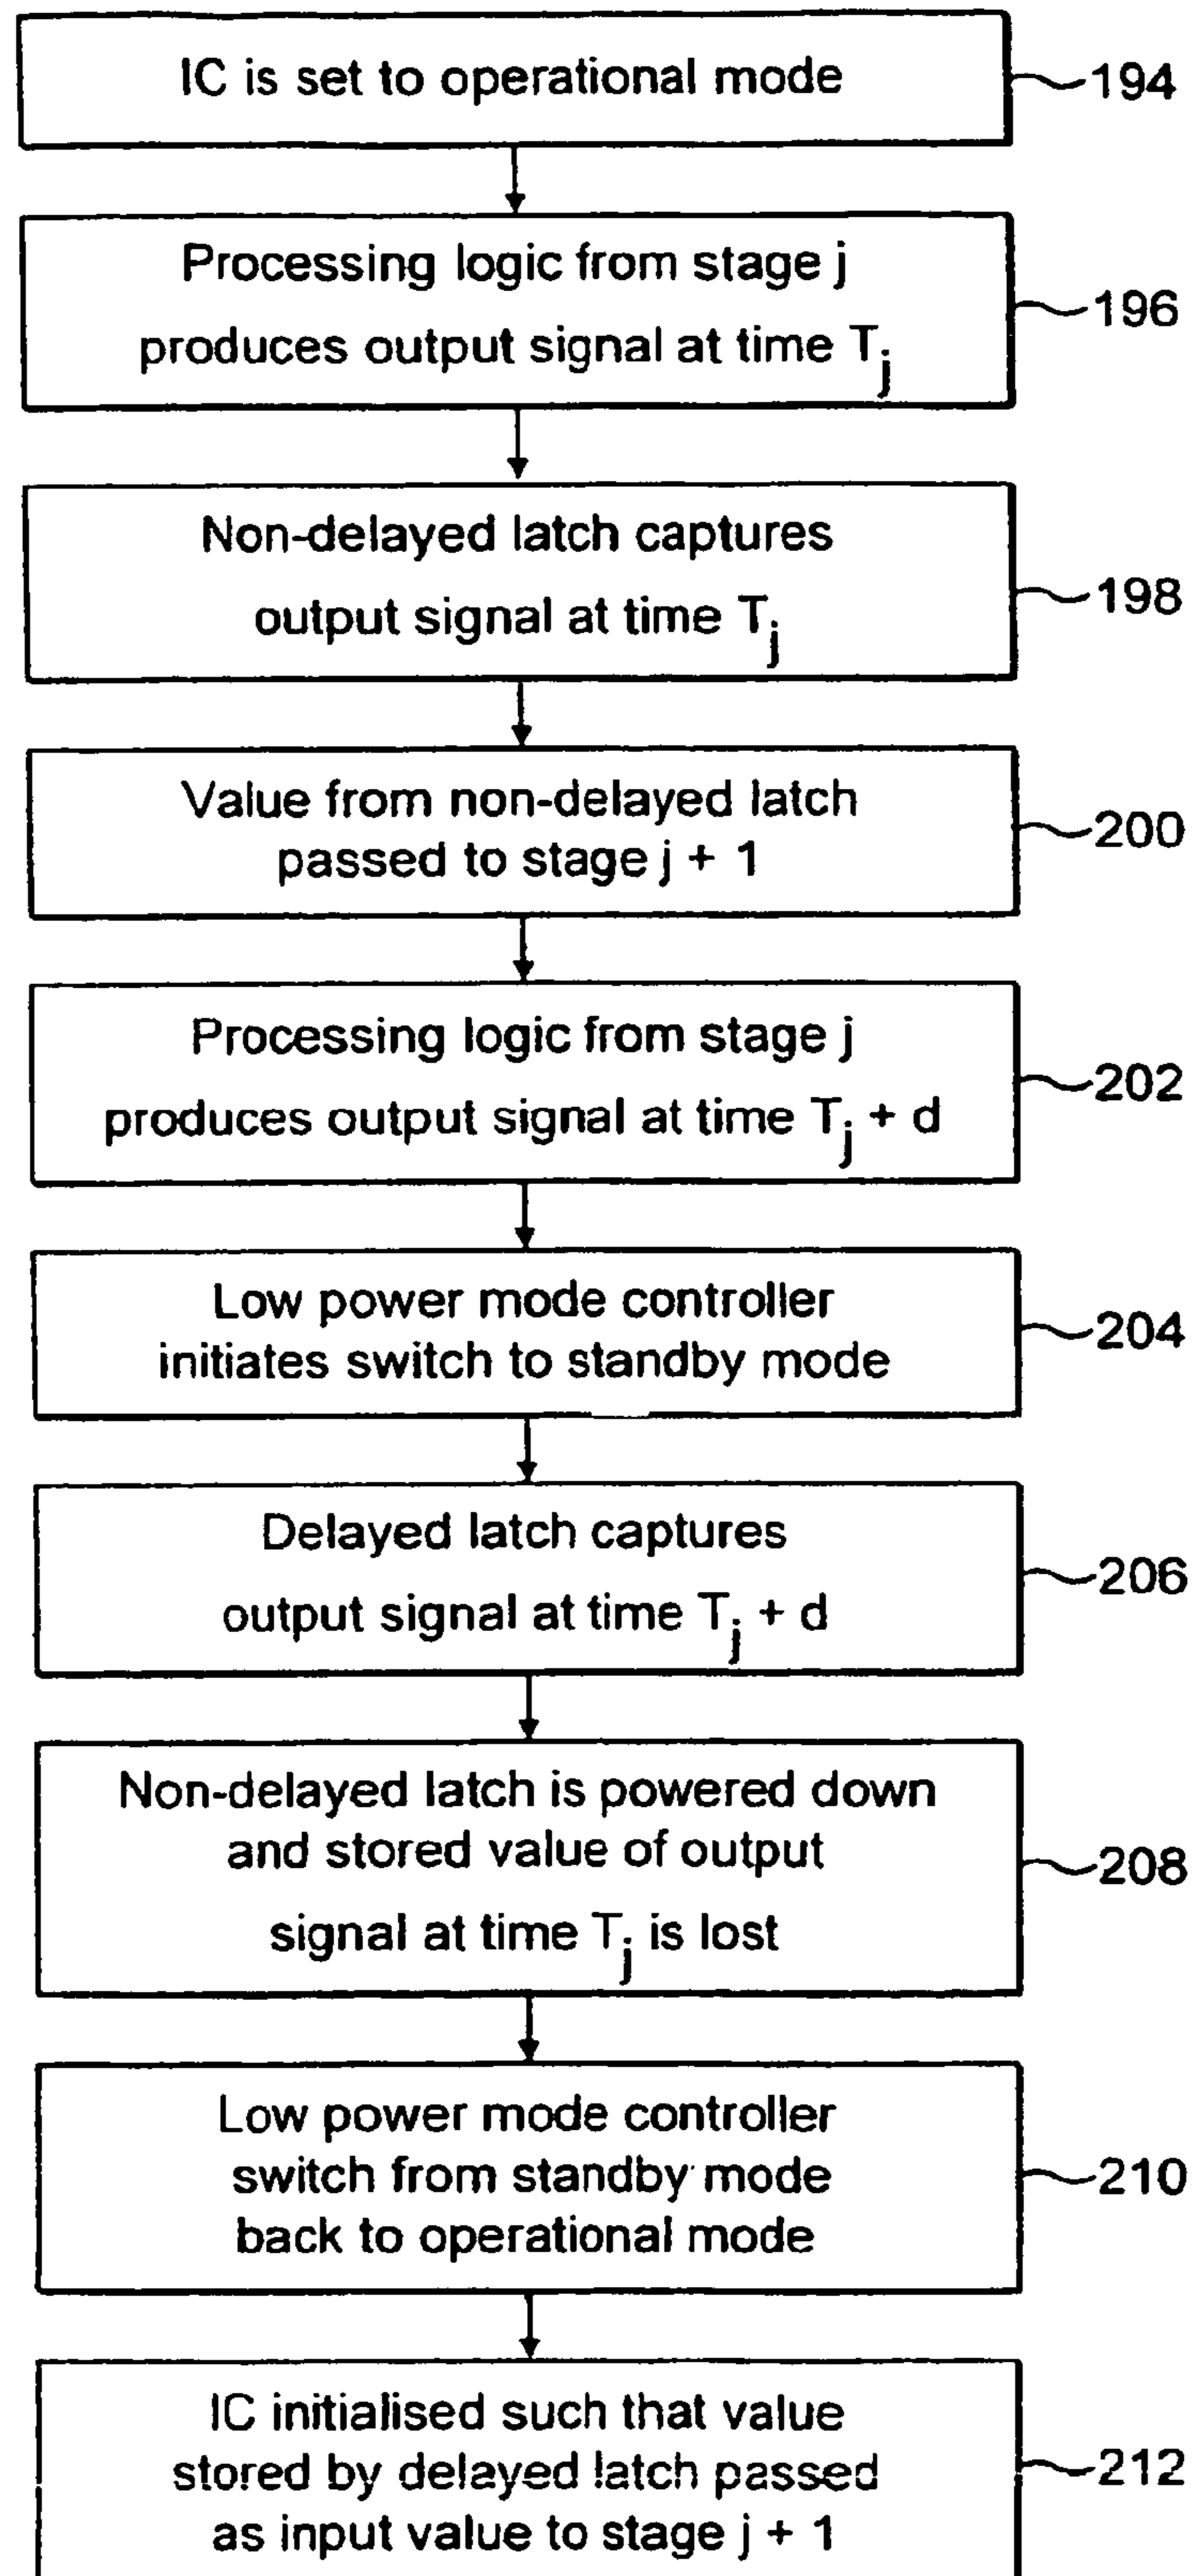 IC is set to operational mode
194
Processing logic from stage j
produces output signal at time Tj
196
Non-delayed latch captures
output signal at time Tj
198
Value from non-delayed latch
passed to stage j + 1
200
Processing logic from stage j
produces output signal at time Tj + d
202
Low power mode controller
initiates switch to standby mode
204
Delayed latch captures
output signal at time Tj + d
206
Non-delayed latch is powered down
and stored value of output
signal at time Tj is lost
208
Low power mode controller
switch from standby mode
back to operational mode
210
IC initialised such that value
stored by delayed latch passed
as input value to stage j + 1
212